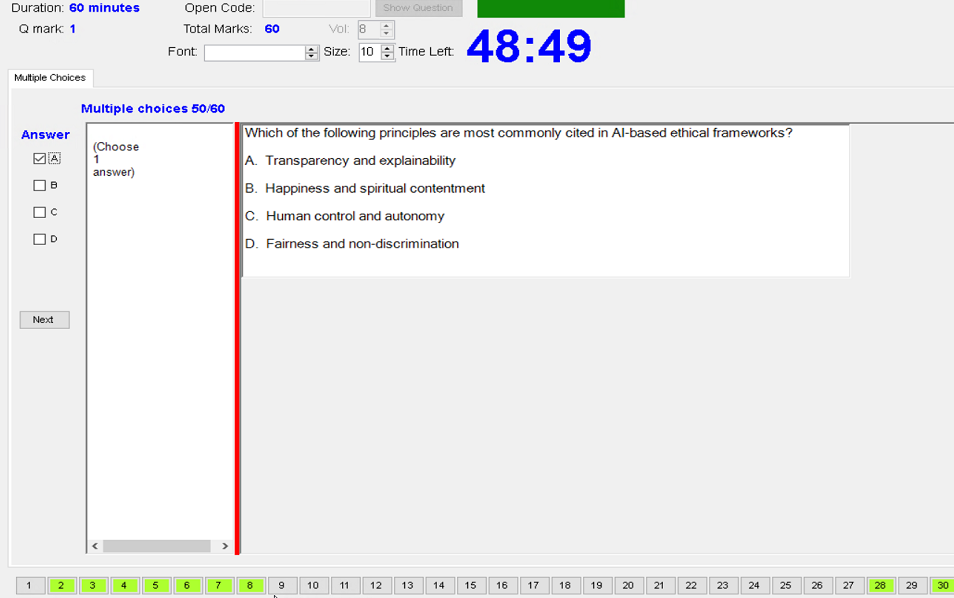 Duration: 60 minutes Open Code: Show Question
Q mark: 1 Total Marks: 60 Vol: 8
Font: Size: 10 Time Left: 48:49
Multiple Choices
Multiple choices 50/60
Answer
(Choose
1
answer)
A
B
C
D
Next
Which of the following principles are most commonly cited in AI-based ethical frameworks?
A. Transparency and explainability
B. Happiness and spiritual contentment
C. Human control and autonomy
D. Fairness and non-discrimination
1 2 3 4 5 6 7 8 9 10 11 12 13 14 15 16 17 18 19 20 21 22 23 24 25 26 27 28 29 30